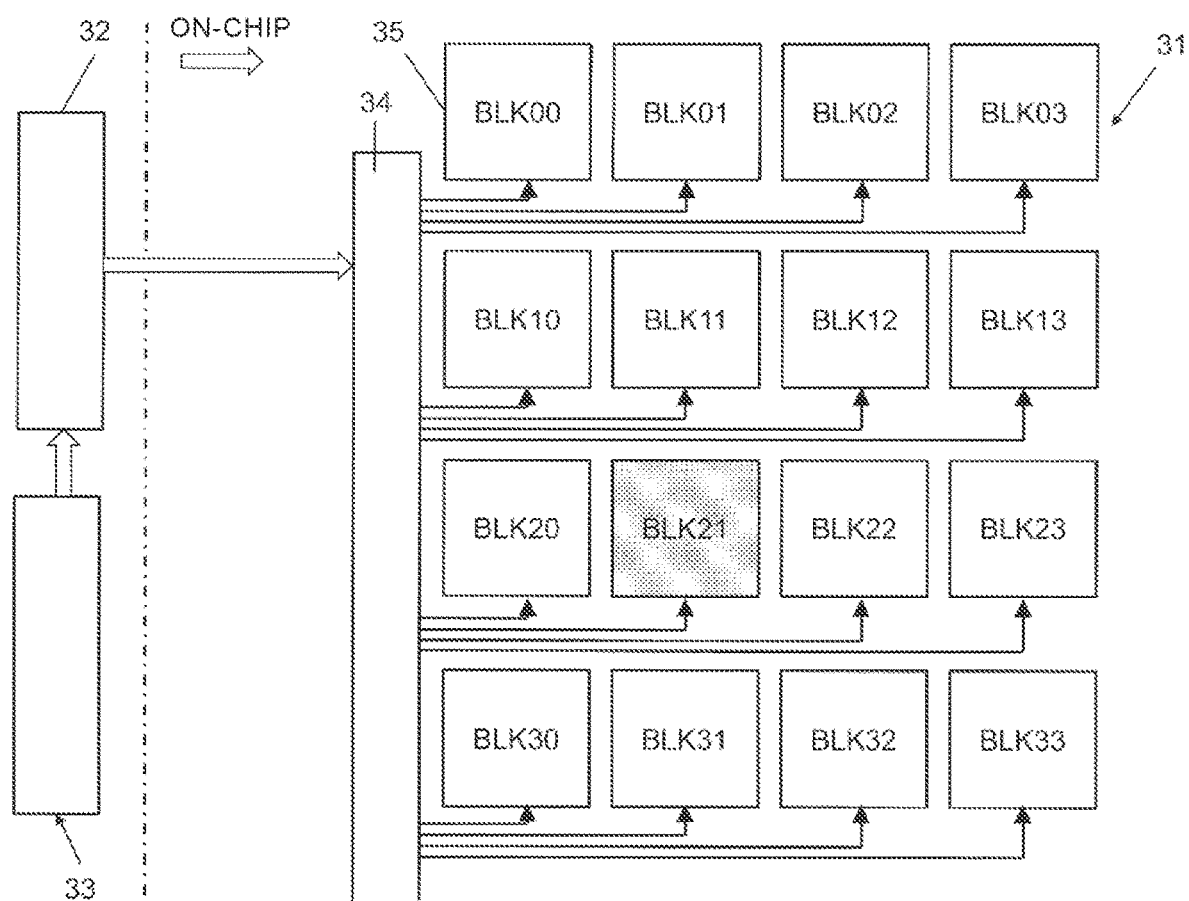 32
ON-CHIP
35
31
34
BLK00 BLK01 BLK02 BLK03
BLK10 BLK11 BLK12 BLK13
BLK20 BLK21 BLK22 BLK23
BLK30 BLK31 BLK32 BLK33
33